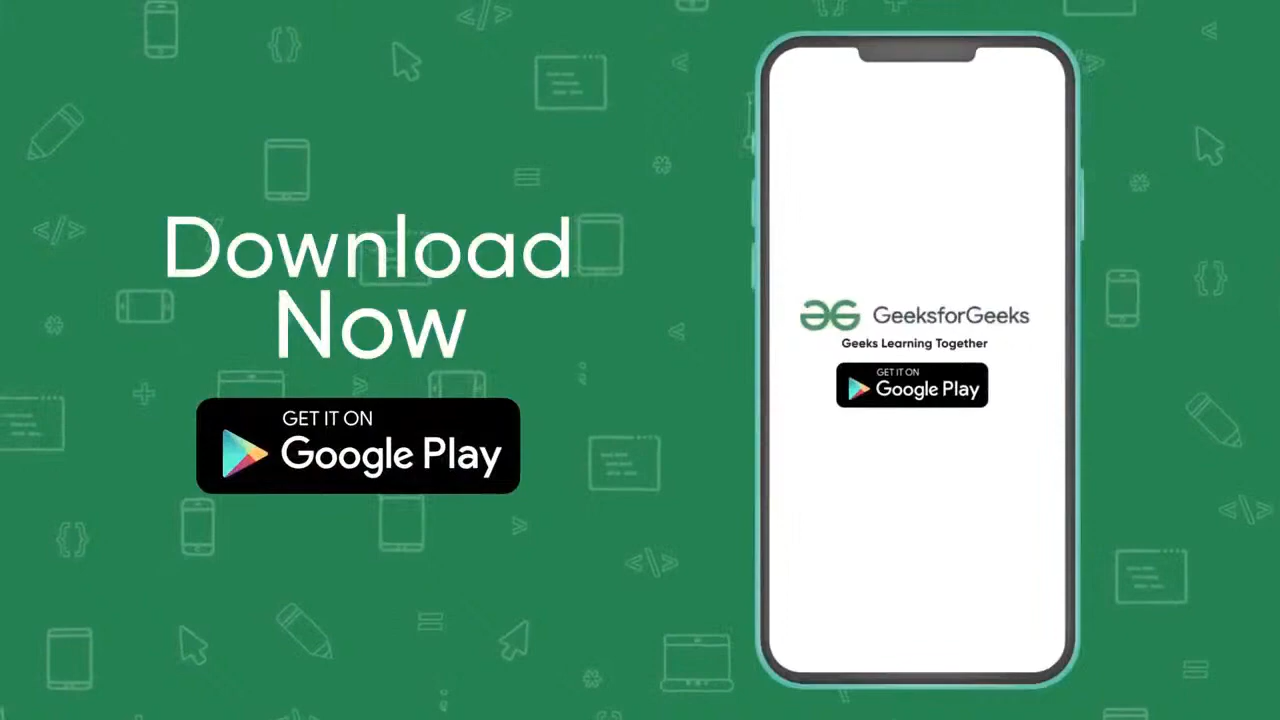 Download
Now
GET IT ON
Google Play
GeeksforGeeks
Geeks Learning Together
GET IT ON
Google Play